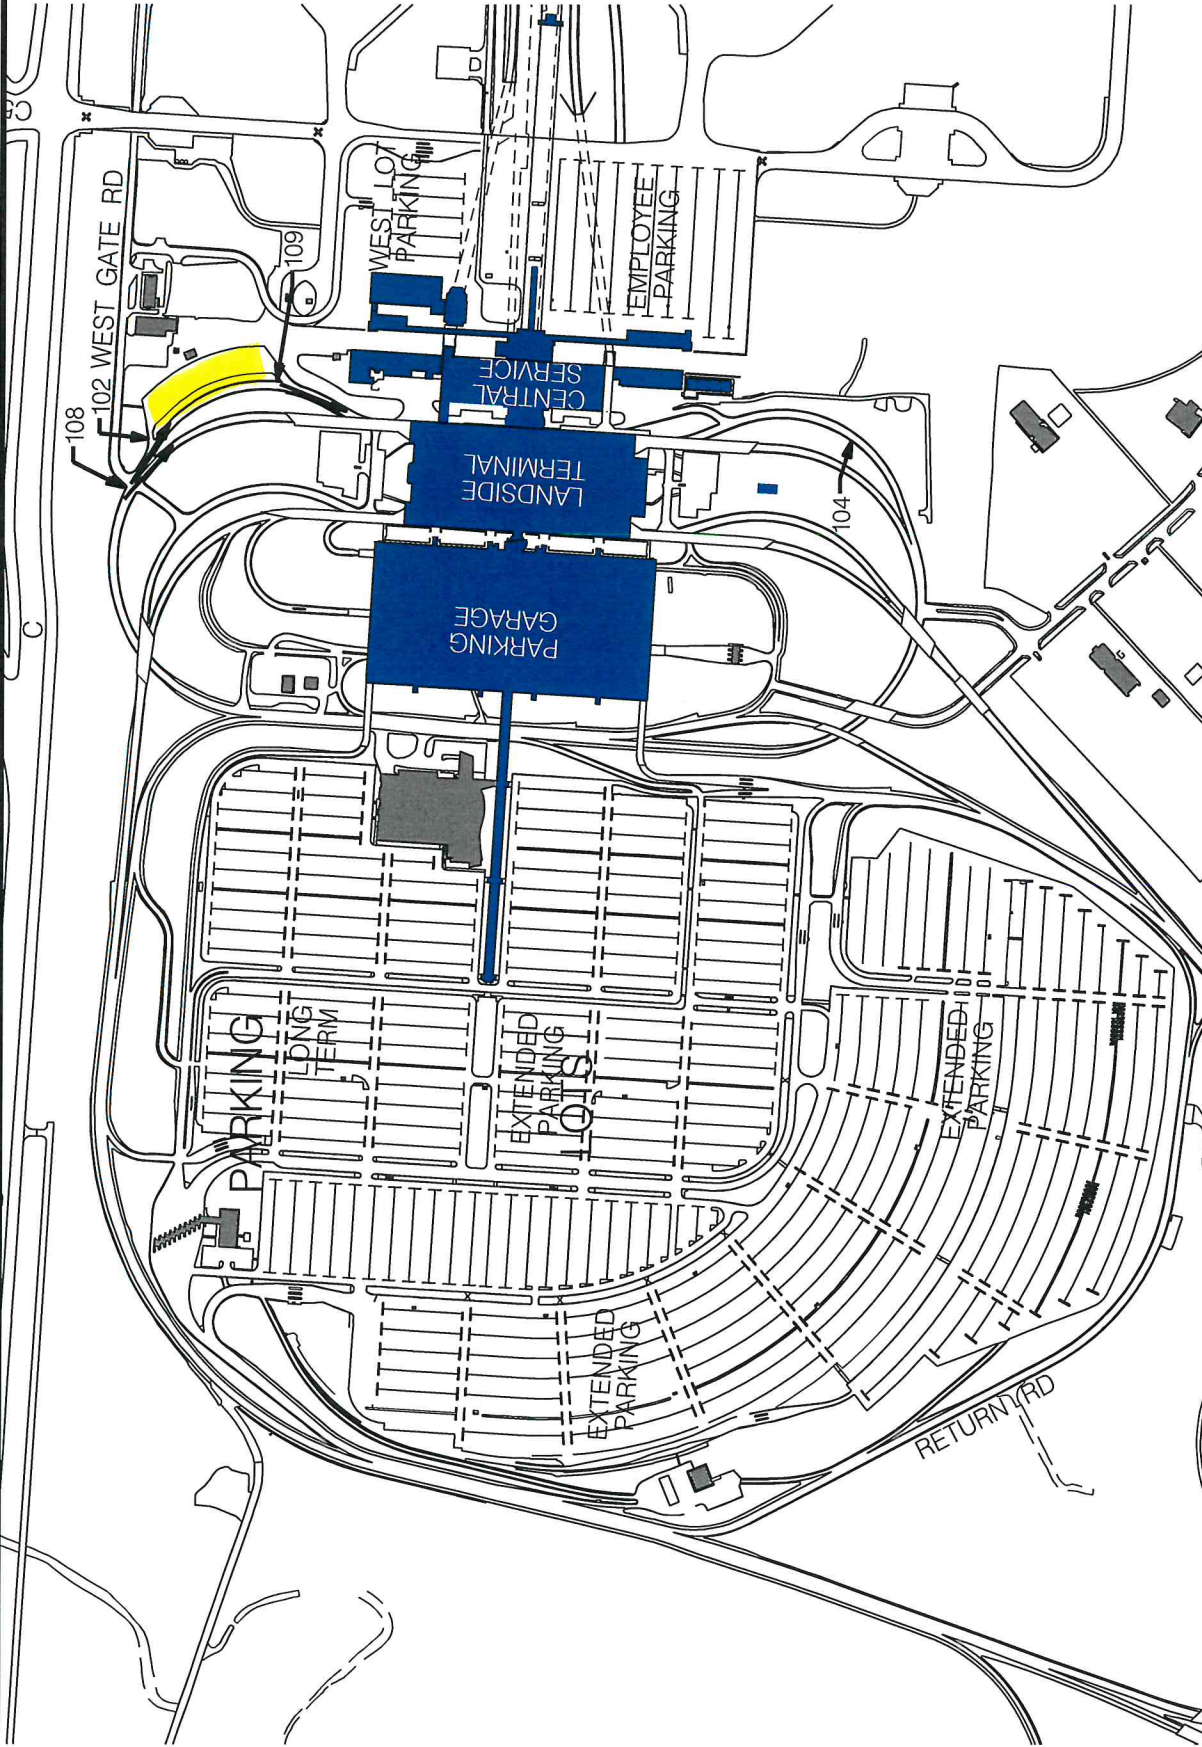 C5
C
108
102 WEST GATE RD
109
WEST LOT
PARKING
EMPLOYEE
PARKING
CENTRAL
SERVICE
LANDSIDE
TERMINAL
104
PARKING
GARAGE
PARKING
LOTS
LONG
TERM
EXTENDED
PARKING
EXTENDED
PARKING
EXTENDED
PARKING
RETURN RD